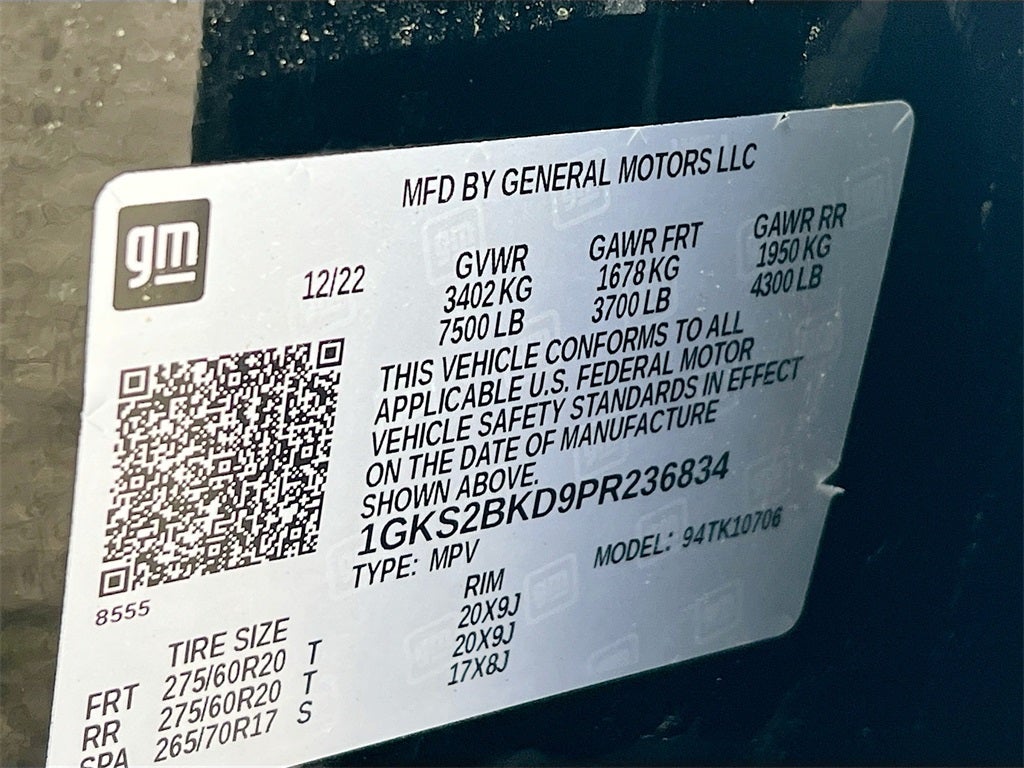 MFD BY GENERAL MOTORS LLC
gm
12/22
GVWR GAWR FRT GAWR RR
3402 KG 1678 KG 1950 KG
7500 LB 3700 LB 4300 LB
THIS VEHICLE CONFORMS TO ALL
APPLICABLE U.S. FEDERAL MOTOR
VEHICLE SAFETY STANDARDS IN EFFECT
ON THE DATE OF MANUFACTURE
SHOWN ABOVE.
1GKS2BKD9PR236834
TYPE: MPV MODEL: 94TK10706
8555
TIRE SIZE RIM
FRT 275/60R20 T 20X9J
RR 275/60R20 T 20X9J
SPA 265/70R17 S 17X8J